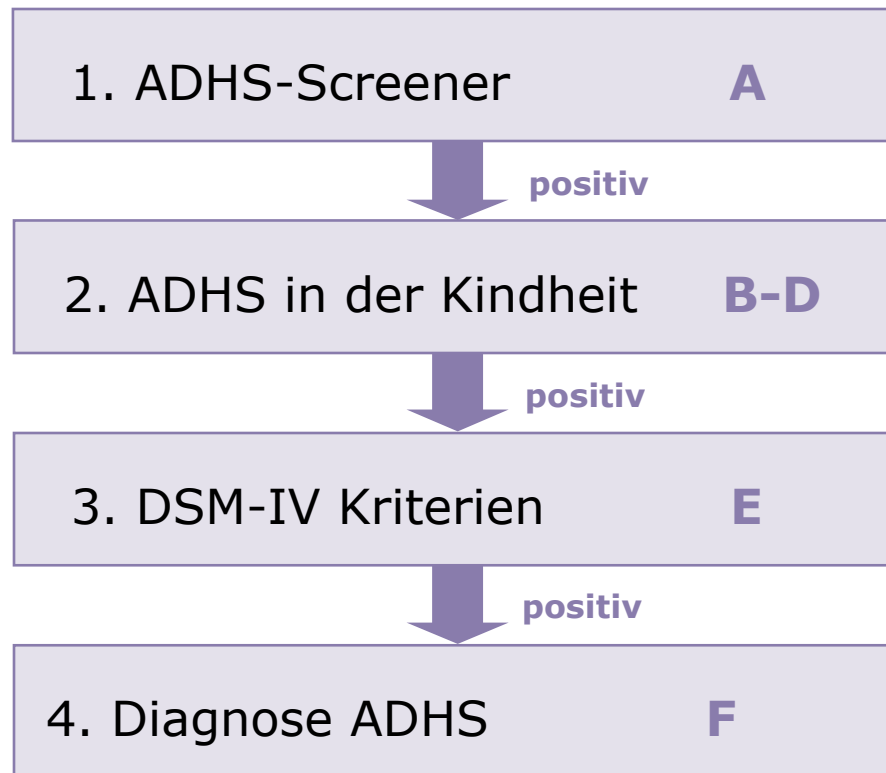 1. ADHS-Screener A
positiv
2. ADHS in der Kindheit B-D
positiv
3. DSM-IV Kriterien E
positiv
4. Diagnose ADHS F